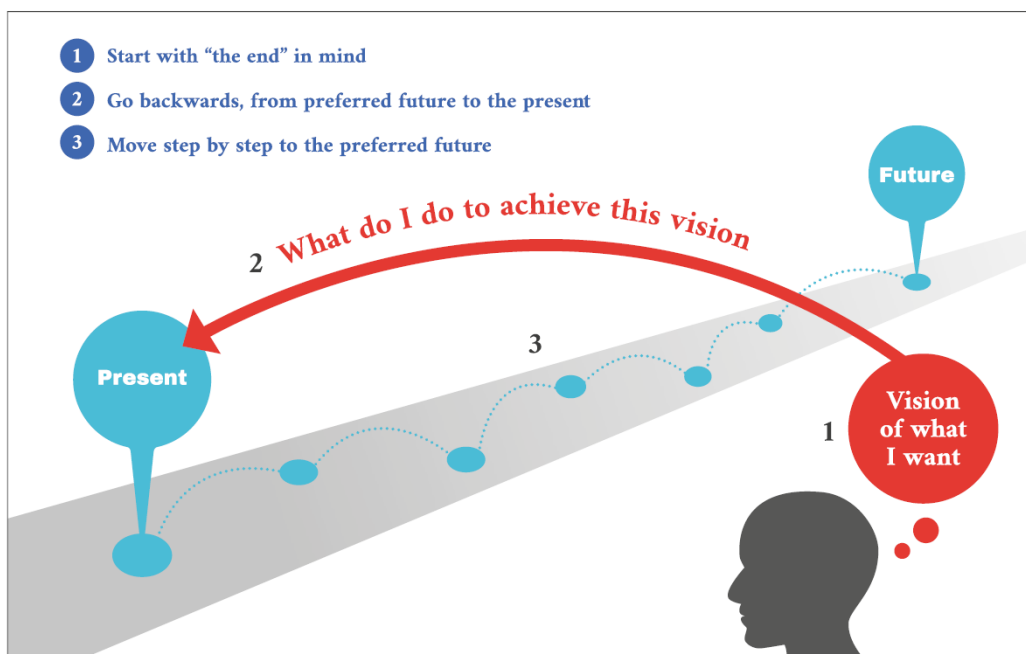 1 Start with “the end” in mind
2 Go backwards, from preferred future to the present
3 Move step by step to the preferred future
Future
2 What do I do to achieve this vision
3
Present
1
Vision
of what
I want